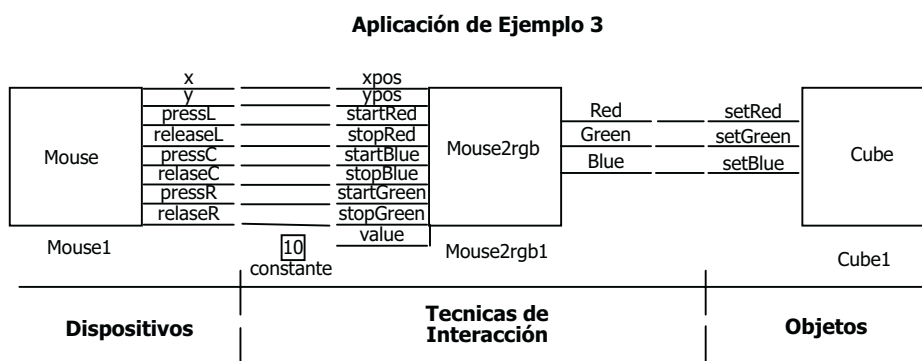 Aplicación de Ejemplo 3
x
xpos
y
ypos
pressL
startRed
Red
setRed
releaseL
stopRed
Green
setGreen
Mouse
pressC
startBlue
Mouse2rgb
Blue
setBlue
Cube
relaseC
stopBlue
pressR
startGreen
relaseR
stopGreen
Mouse1
10
value
Mouse2rgb1
Cube1
constante
Dispositivos
Tecnicas de
Interacción
Objetos